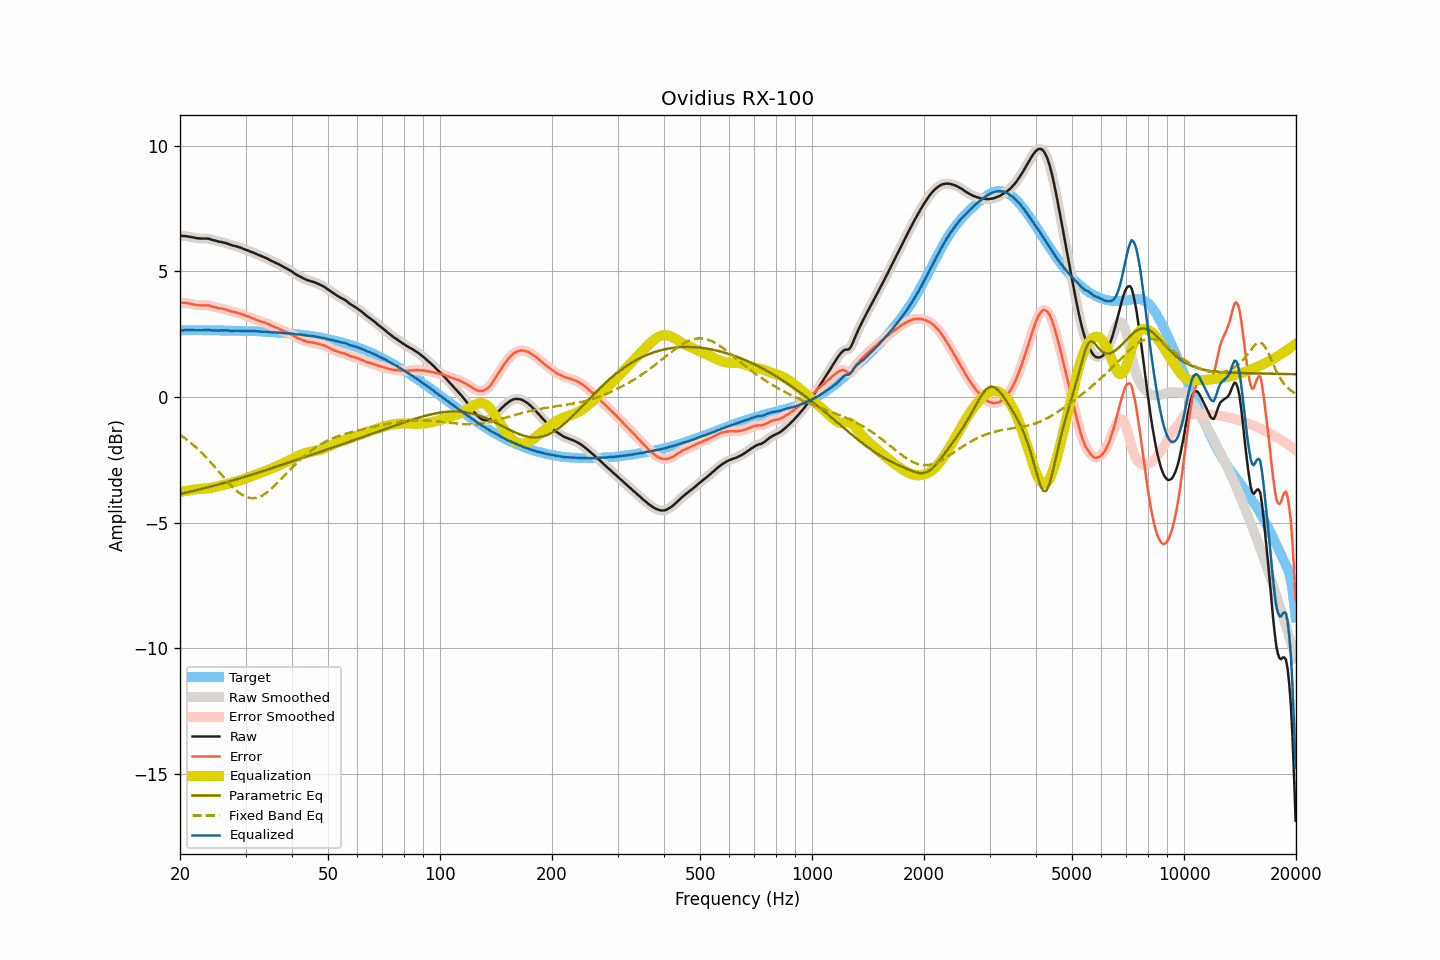 Ovidius RX-100
Amplitude (dBr)
10
5
0
−5
−10
−15
Target
Raw Smoothed
Error Smoothed
Raw
Error
Equalization
Parametric Eq
Fixed Band Eq
Equalized
20 50 100 200 500 1000 2000 5000 10000 20000
Frequency (Hz)